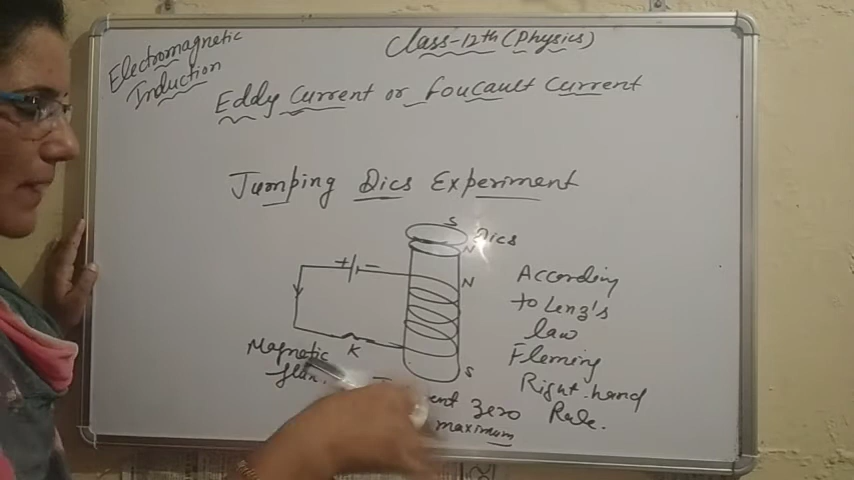 Electromagnetic
Induction
Class-12th (Physics)
Eddy Current or Foucault Current
Jumping Dics Experiment
S
Dics
N
+ -
N
K
S
Magnetic
flux.
According
to Lenz's
law
Fleming
Right-hand
Rule.
zero
maximum